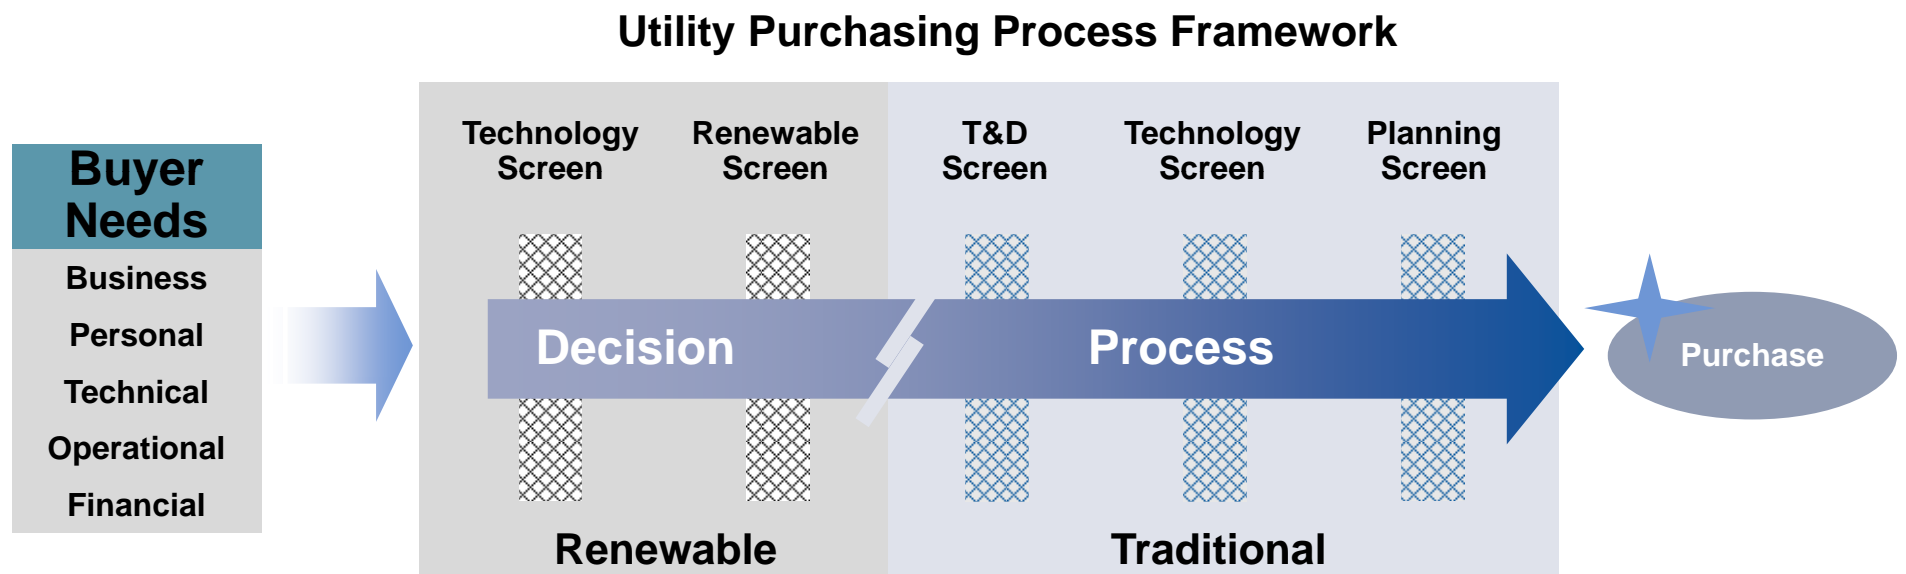 Utility Purchasing Process Framework
Buyer
Needs
Business
Personal
Technical
Operational
Financial
Technology
Screen
Renewable
Screen
T&D
Screen
Technology
Screen
Planning
Screen
Decision
Process
Purchase
Renewable
Traditional